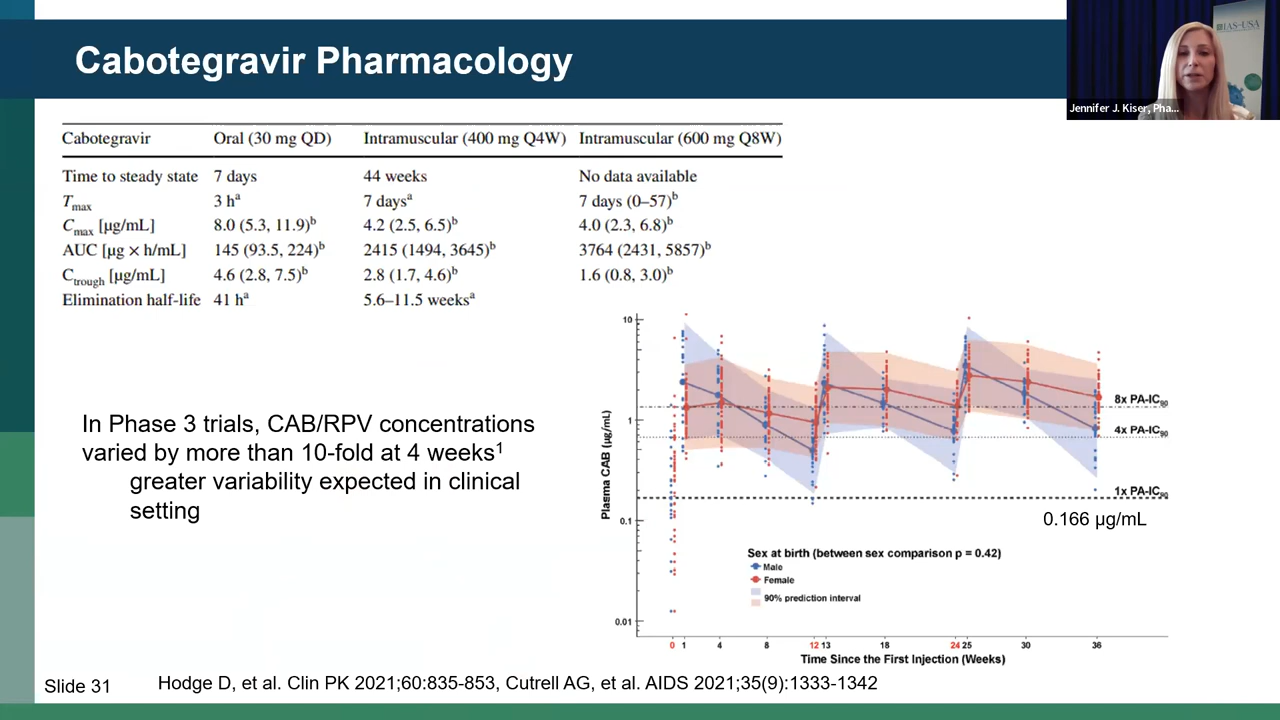 Cabotegravir Pharmacology
IAS-USA
Jennifer J. Kiser, Pha...
Cabotegravir Oral (30 mg QD) Intramuscular (400 mg Q4W) Intramuscular (600 mg Q8W)
Time to steady state 7 days 44 weeks No data available
Tmax 3 hᵃ 7 daysᵃ 7 days (0–57)ᵇ
Cmax [µg/mL] 8.0 (5.3, 11.9)ᵇ 4.2 (2.5, 6.5)ᵇ 4.0 (2.3, 6.8)ᵇ
AUC [µg × h/mL] 145 (93.5, 224)ᵇ 2415 (1494, 3645)ᵇ 3764 (2431, 5857)ᵇ
Ctrough [µg/mL] 4.6 (2.8, 7.5)ᵇ 2.8 (1.7, 4.6)ᵇ 1.6 (0.8, 3.0)ᵇ
Elimination half-life 41 hᵃ 5.6–11.5 weeksᵃ
In Phase 3 trials, CAB/RPV concentrations
varied by more than 10-fold at 4 weeks¹
greater variability expected in clinical
setting
Plasma CAB (µg/mL)
10
1
0.1
0.01
8x PA-IC90
4x PA-IC90
1x PA-IC90
0.166 µg/mL
Sex at birth (between sex comparison p = 0.42)
Male
Female
90% prediction interval
0 1 4 8 12 13 18 24 25 30 36
Time Since the First Injection (Weeks)
Slide 31
Hodge D, et al. Clin PK 2021;60:835-853, Cutrell AG, et al. AIDS 2021;35(9):1333-1342